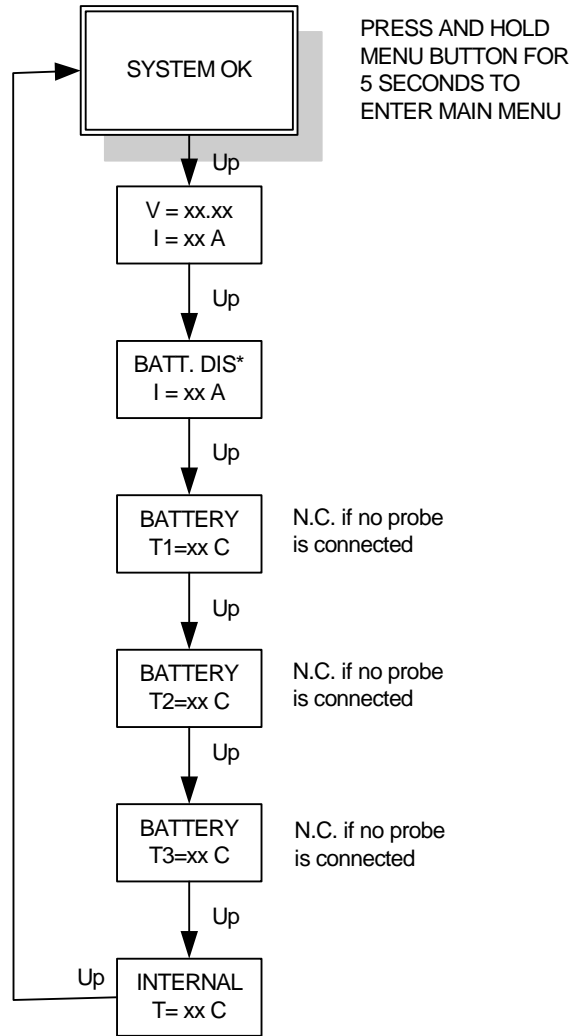 SYSTEM OK
PRESS AND HOLD
MENU BUTTON FOR
5 SECONDS TO
ENTER MAIN MENU
Up
V = xx.xx
I = xx A
Up
BATT. DIS*
I = xx A
Up
BATTERY
T1=xx C
N.C. if no probe
is connected
Up
BATTERY
T2=xx C
N.C. if no probe
is connected
Up
BATTERY
T3=xx C
N.C. if no probe
is connected
Up
Up
INTERNAL
T= xx C